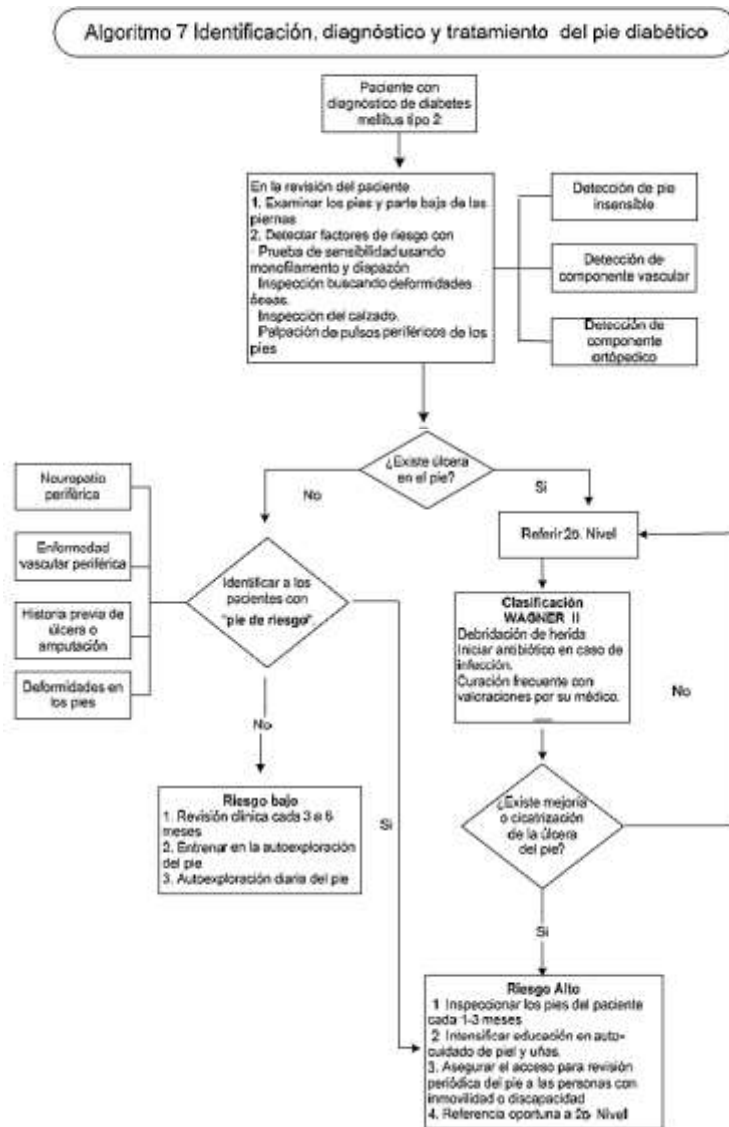 Algoritmo 7 Identificación, diagnóstico y tratamiento del pie diabético
Paciente con
diagnóstico de diabetes
mellitus tipo 2
En la revisión del paciente
1. Examinar los pies y parte baja de las
piernas
2. Detectar factores de riesgo con
Prueba de sensibilidad usando
monofilamento y diapazón
Inspección buscando deformidades
óseas.
Inspección del calzado.
Palpación de pulsos periféricos de los
pies
Detección de pie
insensible
Detección de
componente vascular
Detección de
componente ortópedico
¿Existe úlcera
en el pie?
No
Si
Neuropatio
periférica
Enfermedad
vascular periférica
Historia previa de
úlcera o
amputación
Deformidades en
los pies
Identificar a los
pacientes con
"pie de riesgo".
Referir 2o. Nivel
Clasificación
WAGNER II
Debridación de herida
Iniciar antibiótico en caso de
infección.
Curación frecuente con
valoraciones por su médico.
No
No
Si
Riesgo bajo
1. Revisión clínica cada 3 a 6
meses
2. Entrenar en la autoexploración
del pie
3. Autoexploración diaria del pie
¿Existe mejoría
o cicatrización
de la úlcera
del pie?
Si
Riesgo Alto
1 Inspeccionar los pies del paciente
cada 1-3 meses
2 Intensificar educación en auto-
cuidado de piel y uñas.
3. Asegurar el acceso para revisión
periódica del pie a las personas con
inmovilidad o discapacidad
4. Referencia oportuna a 2o Nivel